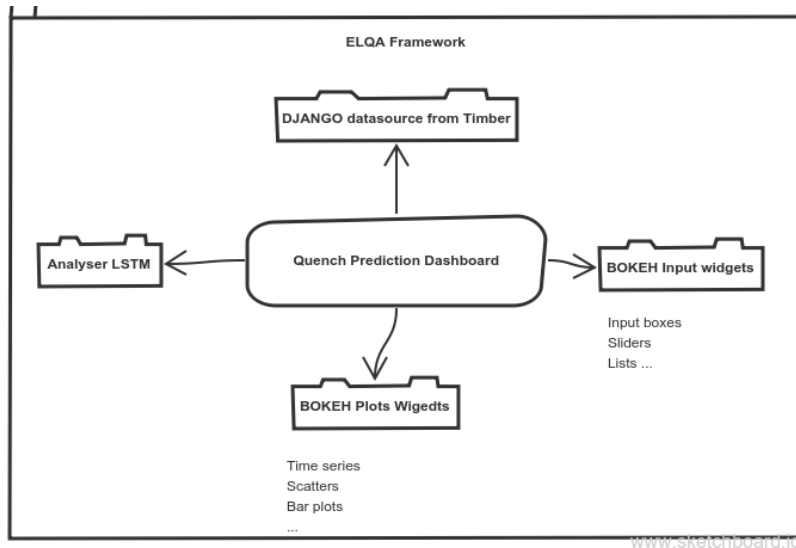 ELQA Framework
DJANGO datasource from Timber
Analyser LSTM
Quench Prediction Dashboard
BOKEH Input widgets
Input boxes
Sliders
Lists ...
BOKEH Plots Wigedts
Time series
Scatters
Bar plots
...
www.sketchboard.io